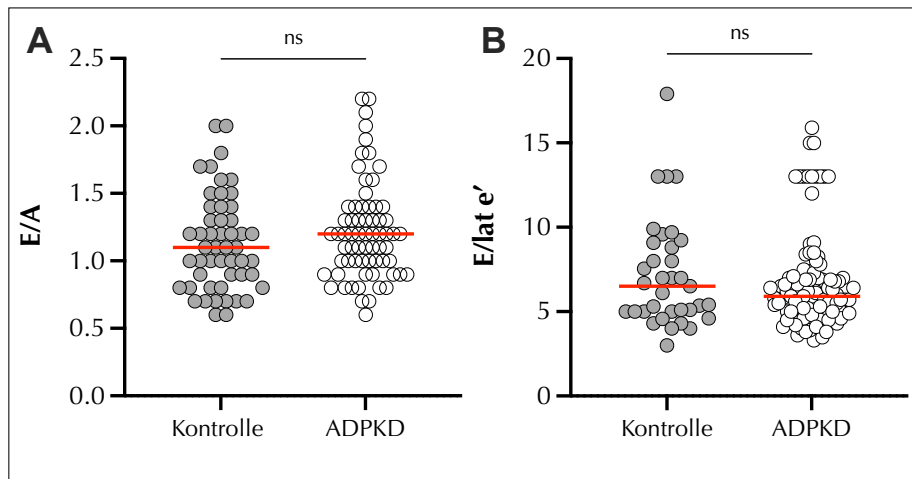 A
ns
2.5
2.0
1.5
1.0
0.5
0.0
E/A
Kontrolle
ADPKD
B
ns
20
15
10
5
0
E/lat e′
Kontrolle
ADPKD